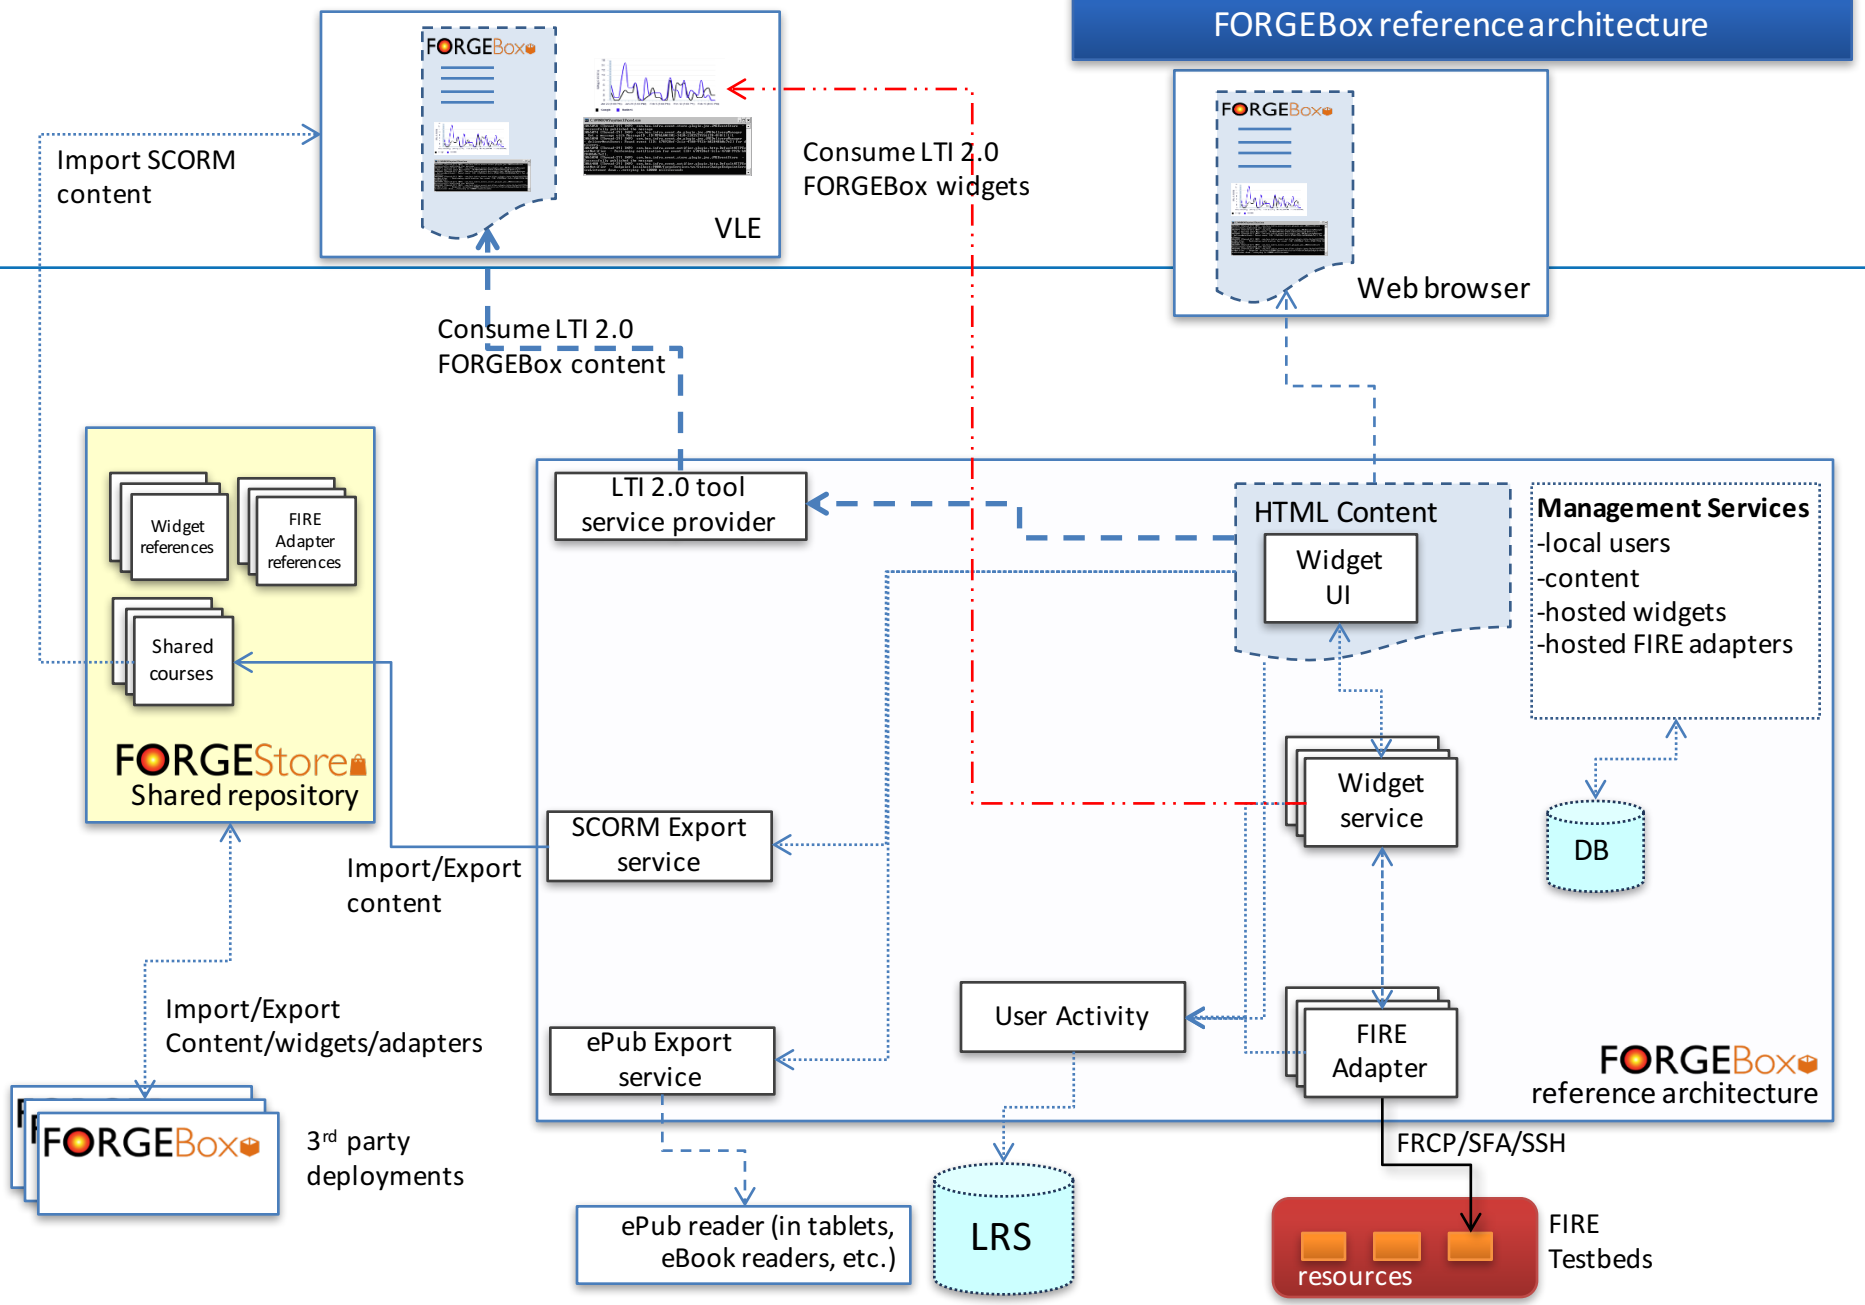 FORGEBox reference architecture
FORGEBox
VLE
Import SCORM
content
Consume LTI 2.0
FORGEBox widgets
FORGEBox
Web browser
Consume LTI 2.0
FORGEBox content
Widget
references
FIRE
Adapter
references
Shared
courses
FORGEStore
Shared repository
LTI 2.0 tool
service provider
HTML Content
Widget
UI
Management Services
-local users
-content
-hosted widgets
-hosted FIRE adapters
Widget
service
DB
SCORM Export
service
Import/Export
content
Import/Export
Content/widgets/adapters
User Activity
ePub Export
service
FIRE
Adapter
FORGEBox
reference architecture
FORGEBox
3rd party
deployments
FRCP/SFA/SSH
ePub reader (in tablets,
eBook readers, etc.)
LRS
resources
FIRE
Testbeds